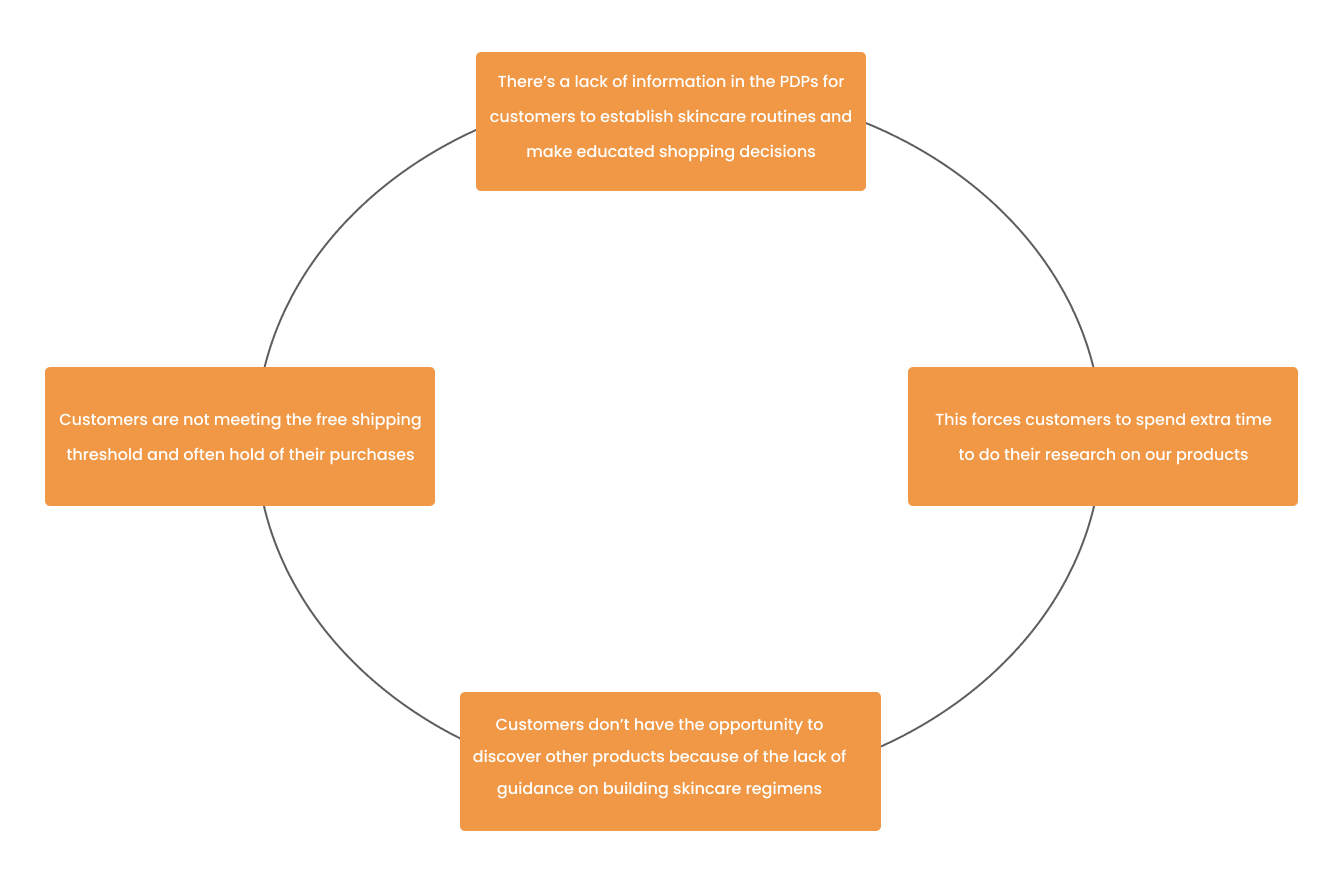 There’s a lack of information in the PDPs for
customers to establish skincare routines and
make educated shopping decisions
Customers are not meeting the free shipping
threshold and often hold of their purchases
This forces customers to spend extra time
to do their research on our products
Customers don’t have the opportunity to
discover other products because of the lack of
guidance on building skincare regimens